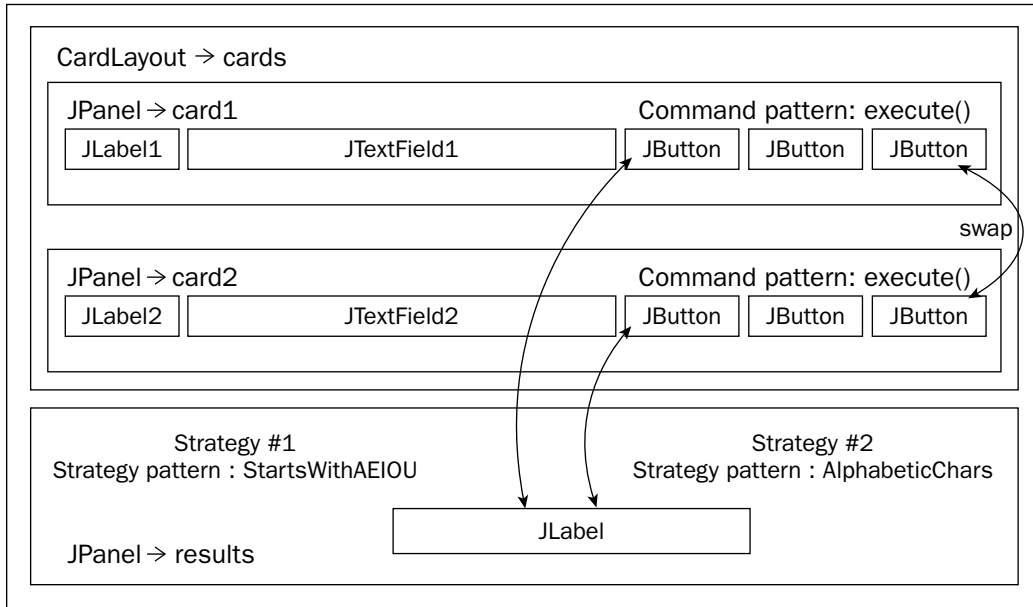 CardLayout → cards
JPanel → card1 Command pattern: execute()
JLabel1 JTextField1 JButton JButton JButton
swap
JPanel → card2 Command pattern: execute()
JLabel2 JTextField2 JButton JButton JButton
Strategy #1 Strategy #2
Strategy pattern : StartsWithAEIOU Strategy pattern : AlphabeticChars
JLabel
JPanel → results